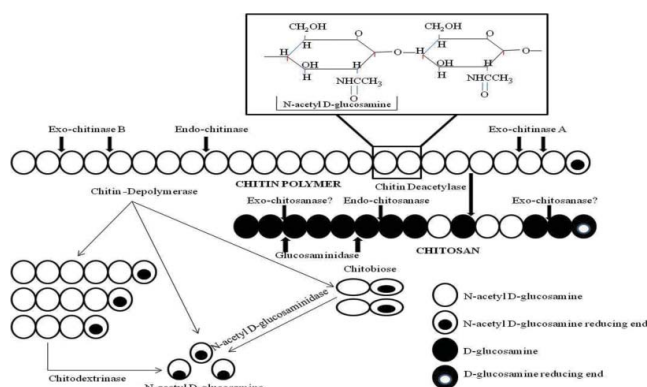 CH₂OH
CH₂OH
O
O
H
H
H
H
O
O
OH
H
OH
H
H
H
NHCCH₃
NHCCH₃
O
O
N-acetyl D-glucosamine
Exo-chitinase B
Endo-chitinase
Exo-chitinase A
CHITIN POLYMER
Chitin Deacetylase
Chitin -Depolymerase
Exo-chitosanase?
Endo-chitosanase
Exo-chitosanase?
Glucosaminidase
CHITOSAN
Chitobiose
N-acetyl D-glucosaminidase
N-acetyl D-glucosamine
N-acetyl D-glucosamine reducing end
D-glucosamine
D-glucosamine reducing end
Chitodextrinase
N-acetyl D-glucosamine